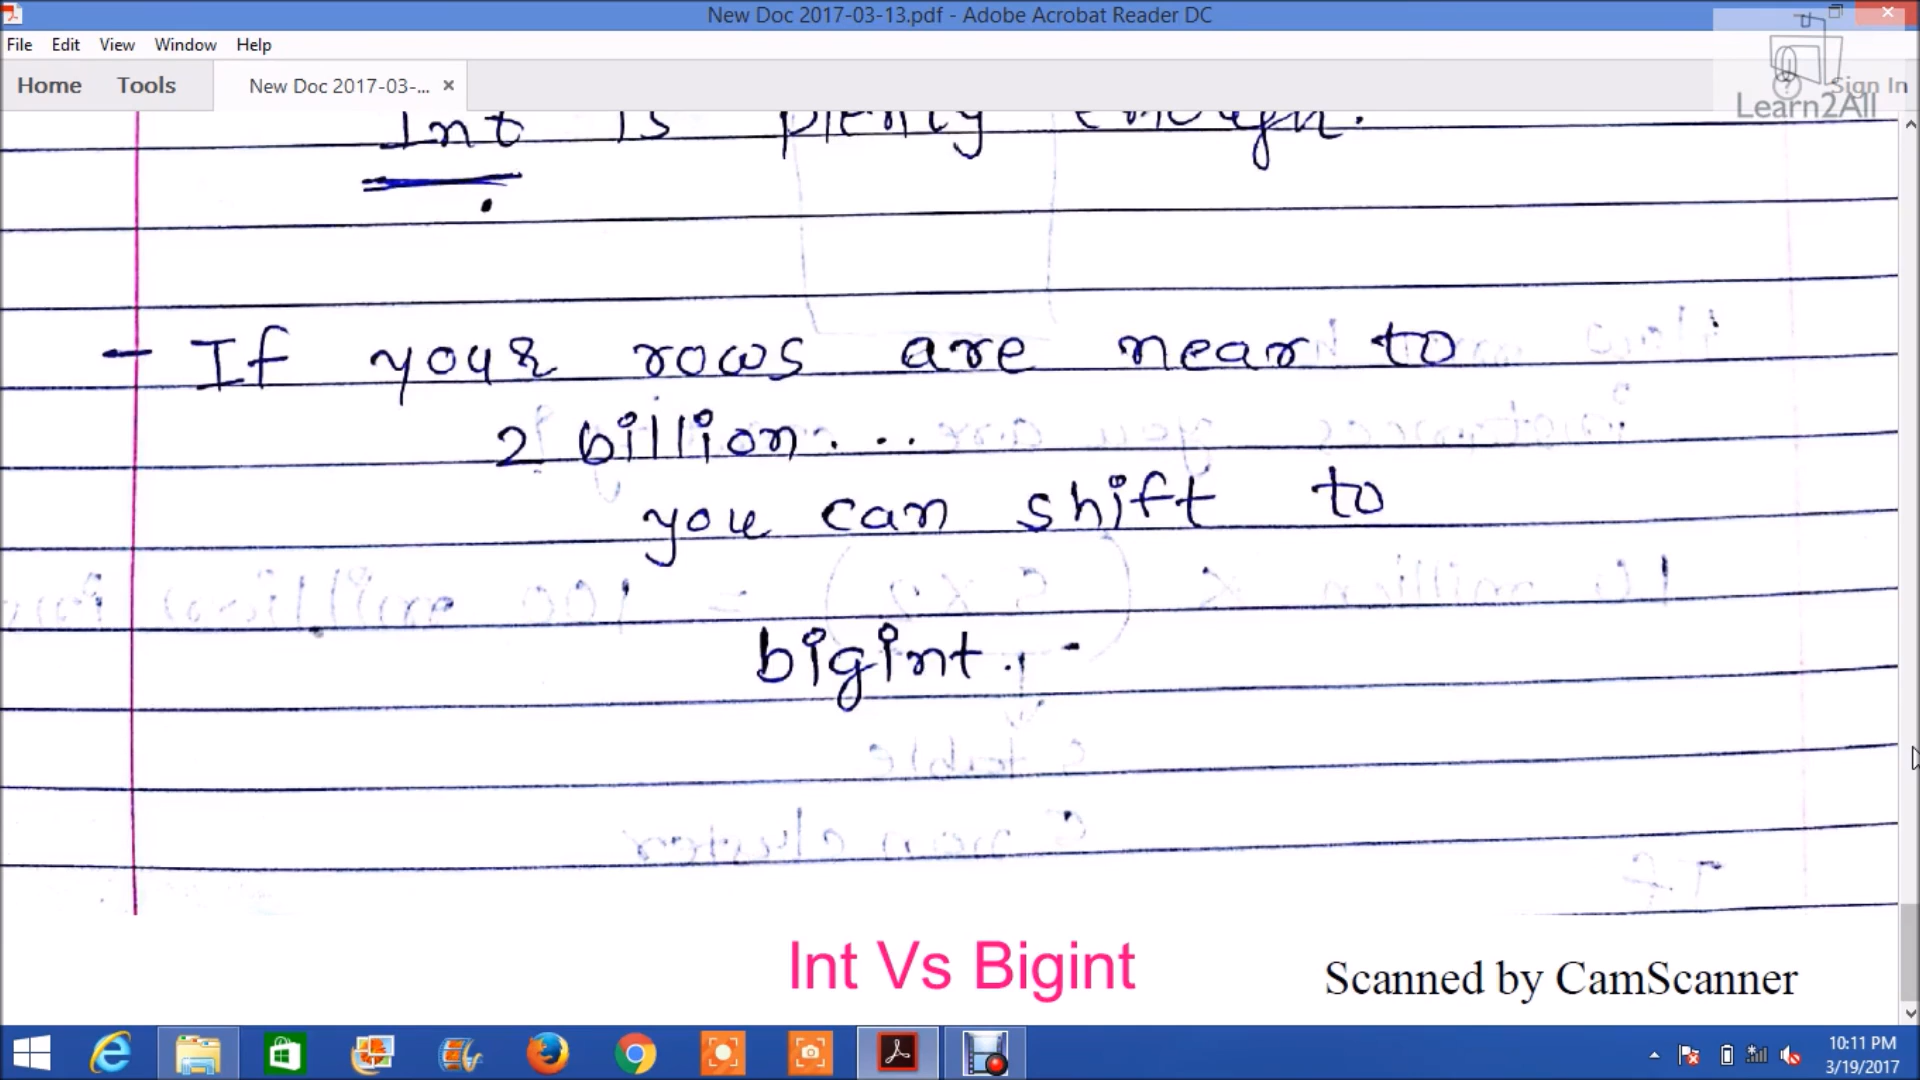 New Doc 2017-03-13.pdf - Adobe Acrobat Reader DC
File Edit View Window Help
Home Tools New Doc 2017-03-... × Sign In
Learn2All
Int is plenty enough.
- If your rows are near to
2 billion. ...
you can shift to
bigint..-
Int Vs Bigint
Scanned by CamScanner
10:11 PM
3/19/2017